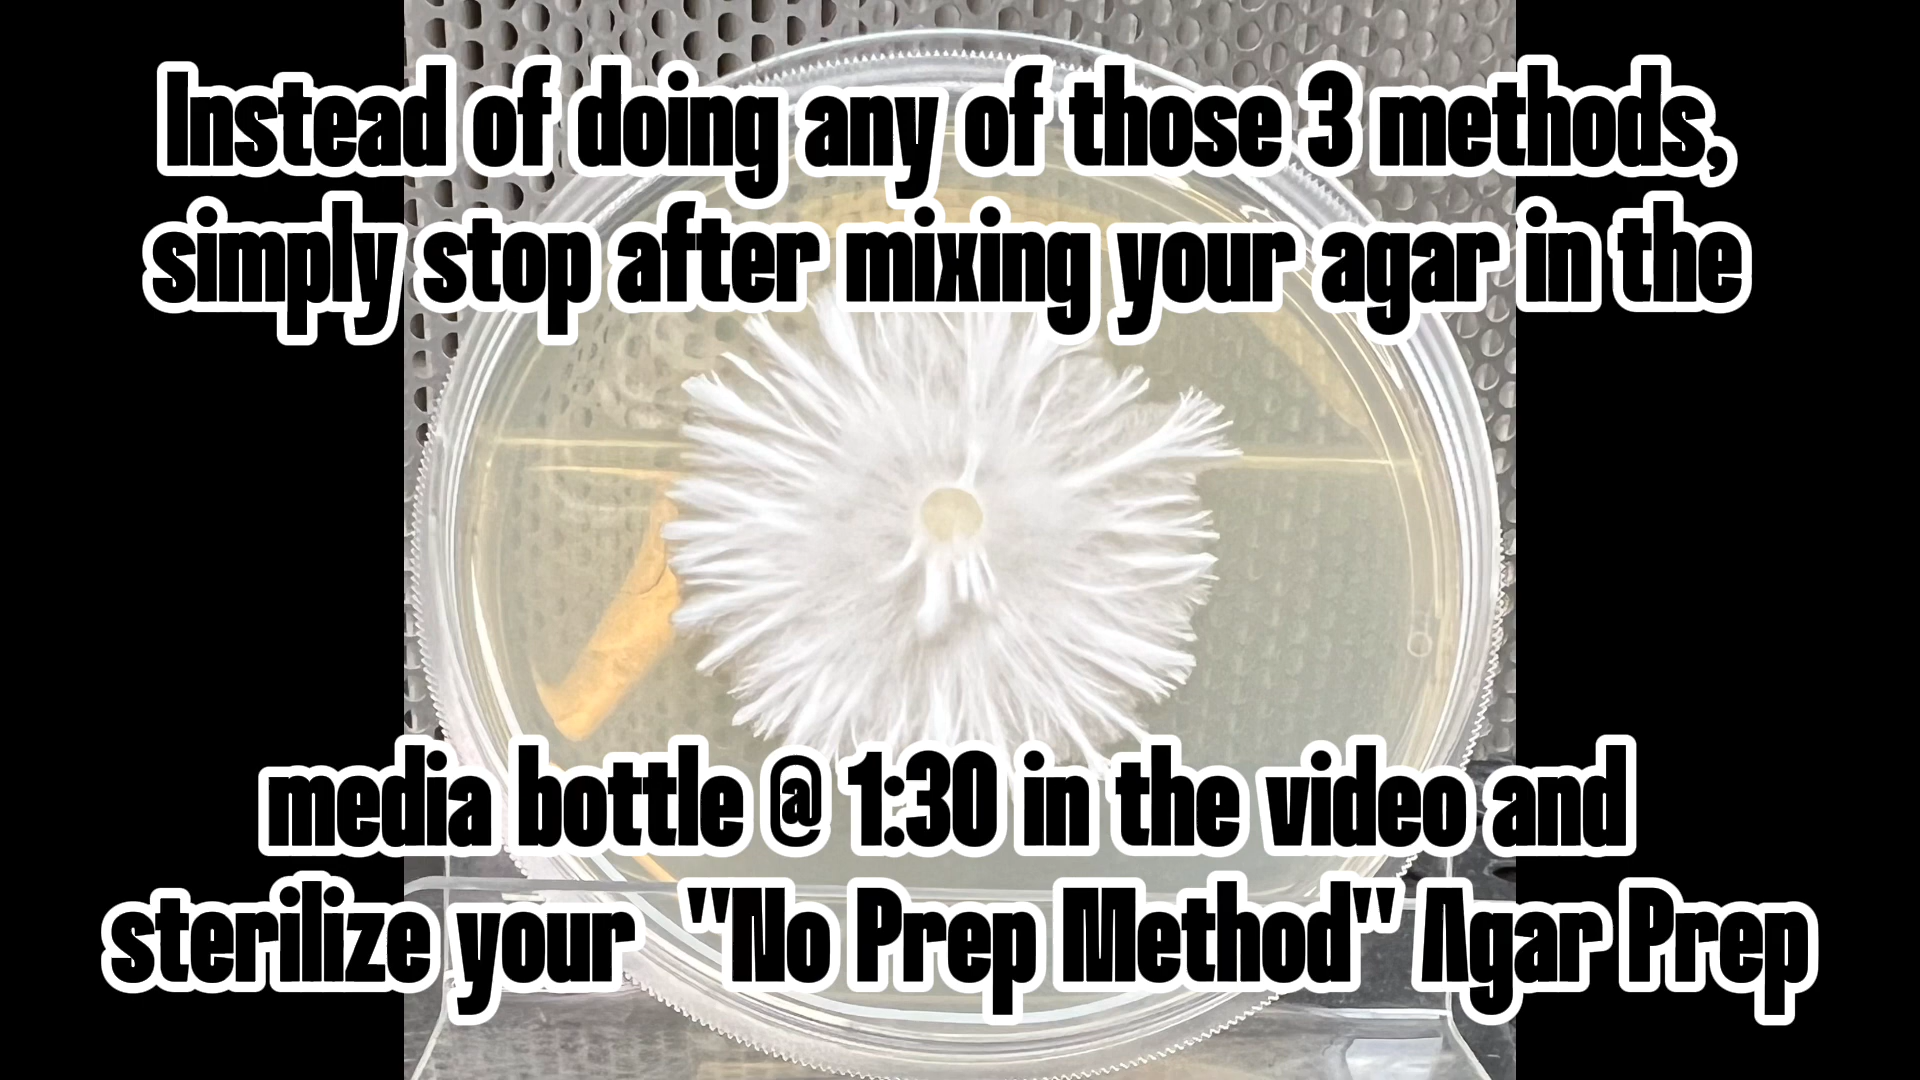 Instead of doing any of those 3 methods,
simply stop after mixing your agar in the
media bottle @ 1:30 in the video and
sterilize your "No Prep Method" Agar Prep